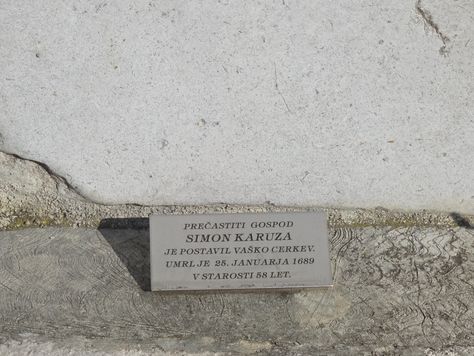 PREČASTITI GOSPOD
SIMON KARUZA
JE POSTAVIL VAŠKO CERKEV.
UMRL JE 25. JANUARJA 1689
V STAROSTI 58 LET.